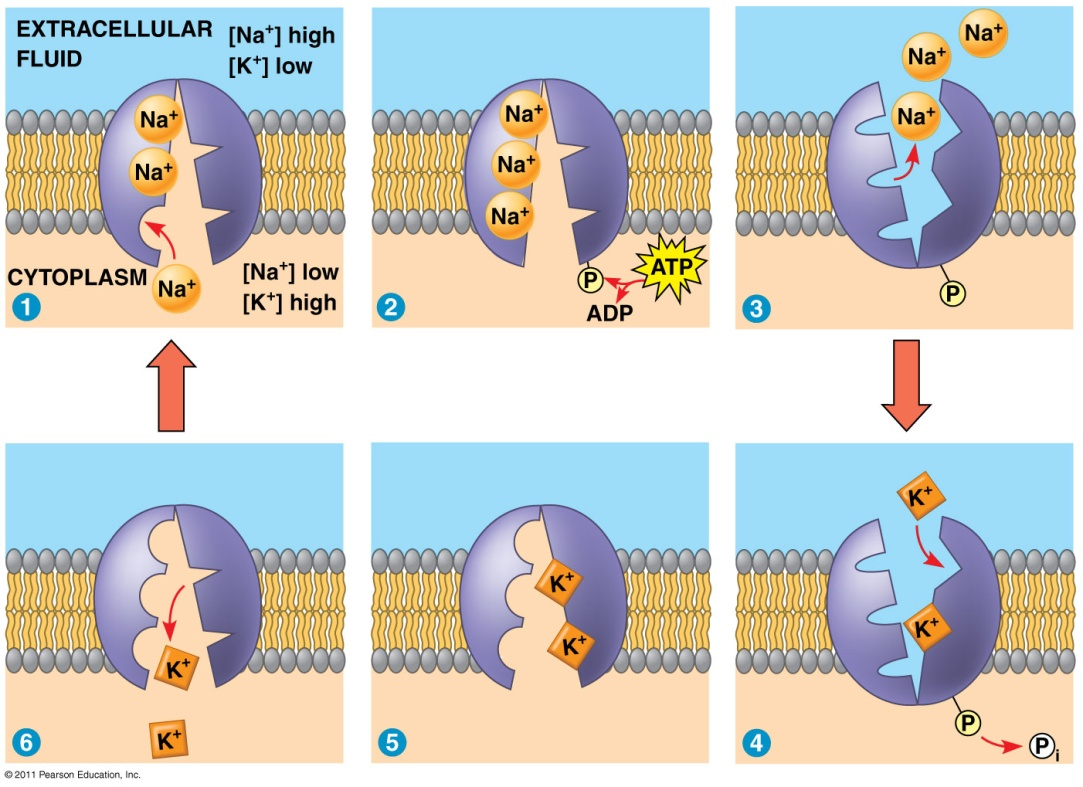 EXTRACELLULAR
FLUID
[Na⁺] high
[K⁺] low
Na⁺
Na⁺
CYTOPLASM
Na⁺
[Na⁺] low
[K⁺] high
1
Na⁺
Na⁺
Na⁺
P
ATP
ADP
2
Na⁺
Na⁺
Na⁺
P
3
K⁺
K⁺
6
K⁺
K⁺
5
K⁺
K⁺
P
Pi
4
© 2011 Pearson Education, Inc.